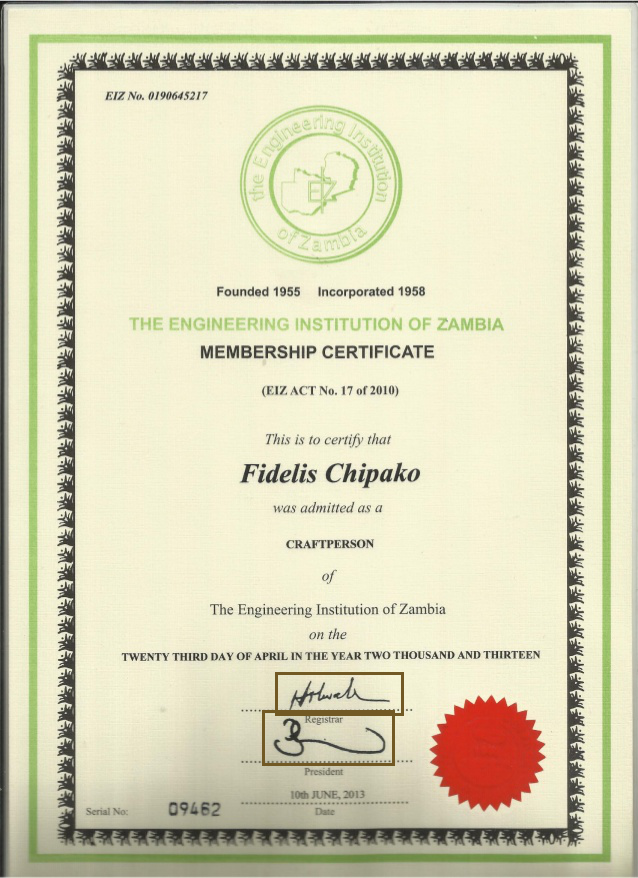 EIZ No. 0190645217
the Engineering Institution
EIZ
of Zambia
Founded 1955 Incorporated 1958
THE ENGINEERING INSTITUTION OF ZAMBIA
MEMBERSHIP CERTIFICATE
(EIZ ACT No. 17 of 2010)
This is to certify that
Fidelis Chipako
was admitted as a
CRAFTPERSON
of
The Engineering Institution of Zambia
on the
TWENTY THIRD DAY OF APRIL IN THE YEAR TWO THOUSAND AND THIRTEEN
Registrar
President
10th JUNE, 2013
Serial No: 09462 Date